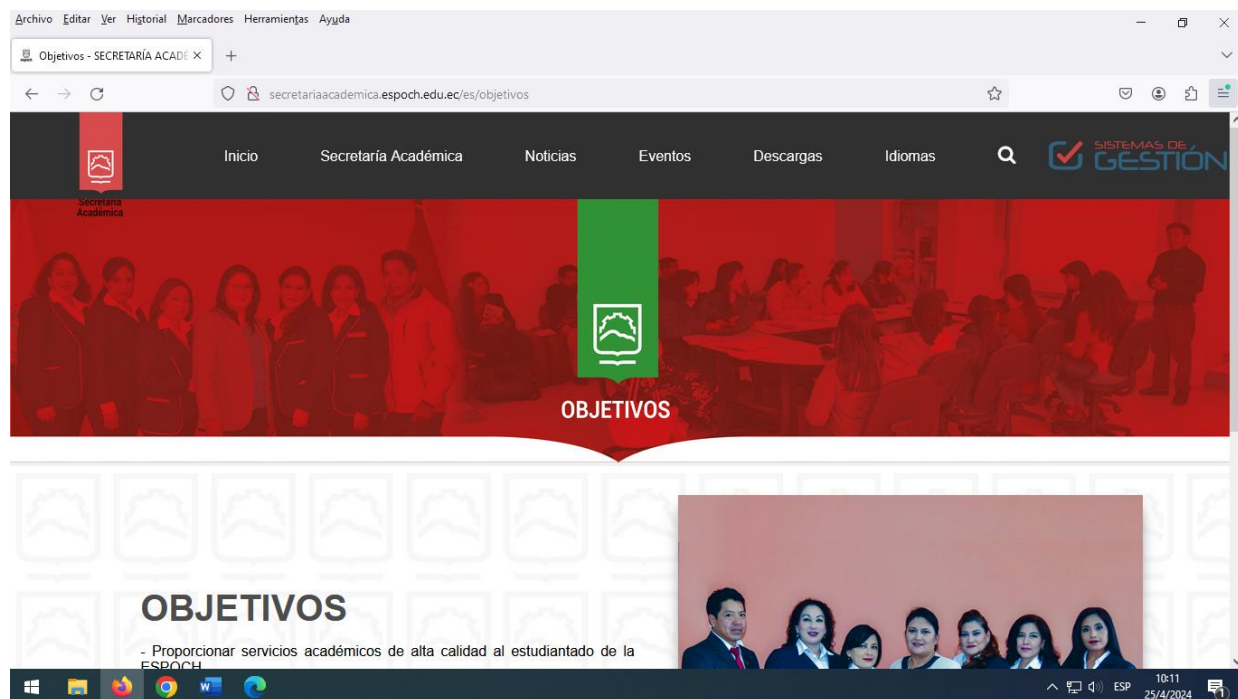 Archivo Editar Ver Historial Marcadores Herramientas Ayuda
Objetivos - SECRETARÍA ACADÉ
secretariaacademica.espoch.edu.ec/es/objetivos
Secretaría
Académica
Inicio Secretaría Académica Noticias Eventos Descargas Idiomas
SISTEMAS DE
GESTIÓN
OBJETIVOS
OBJETIVOS
- Proporcionar servicios académicos de alta calidad al estudiantado de la
ESPOCH
ESP
10:11
25/4/2024
1